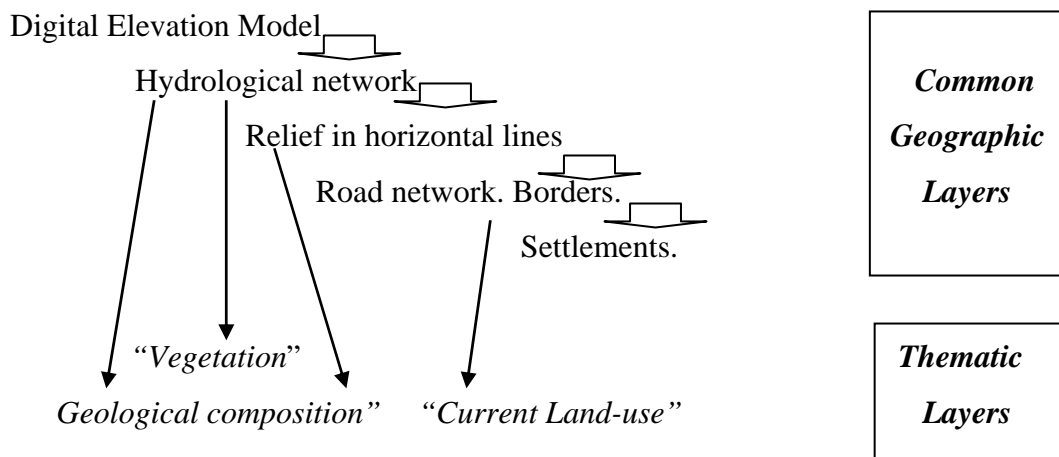 Digital Elevation Model
Hydrological network
Relief in horizontal lines
Road network. Borders.
Settlements.
Common
Geographic
Layers
“Vegetation”
Geological composition”
“Current Land-use”
Thematic
Layers